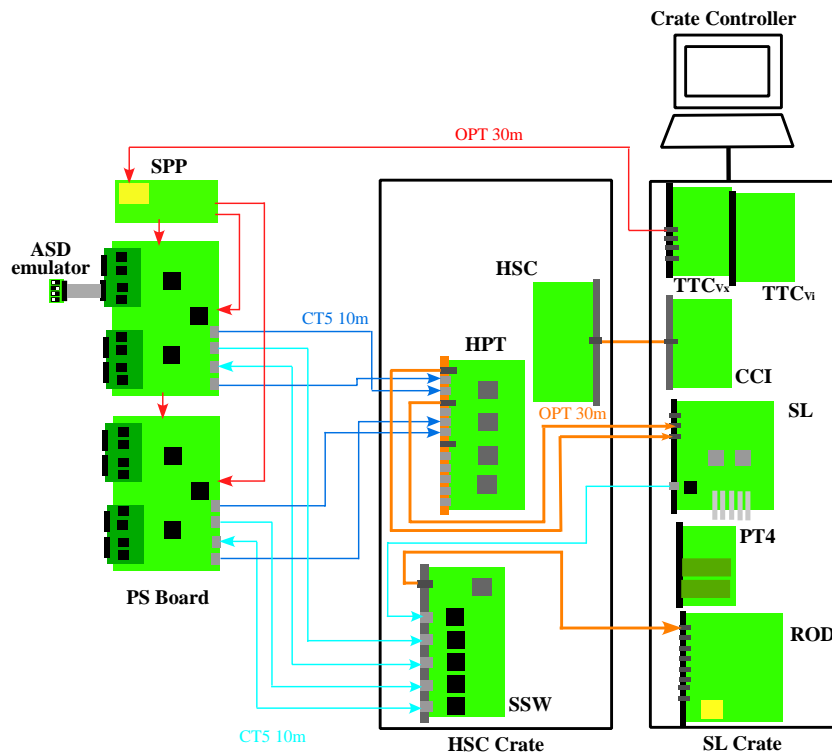 Crate Controller
OPT 30m
SPP
ASD
emulator
HSC
TTCvx
TTCvi
CT5 10m
HPT
CCI
OPT 30m
SL
PT4
PS Board
ROD
SSW
CT5 10m
HSC Crate
SL Crate